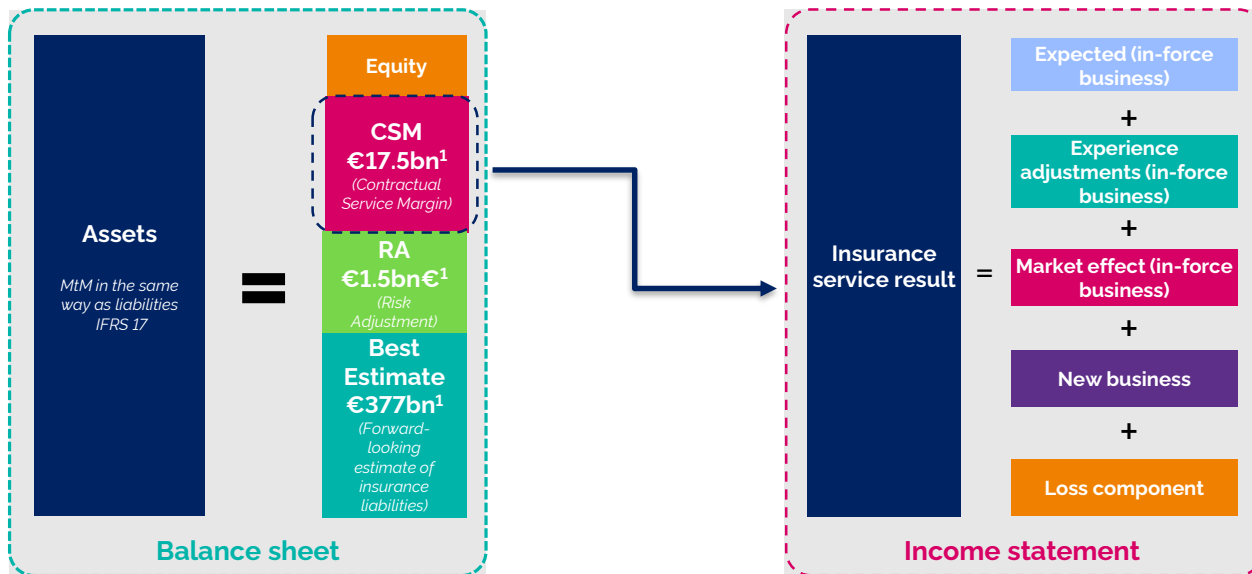 Assets
MtM in the same
way as liabilities
IFRS 17
=
Equity
CSM
€17.5bn¹
(Contractual
Service Margin)
RA
€1.5bn€¹
(Risk
Adjustment)
Best
Estimate
€377bn¹
(Forward-
looking
estimate of
insurance
liabilities)
Balance sheet
Insurance
service result
=
Expected (in-force
business)
+
Experience
adjustments (in-force
business)
+
Market effect (in-force
business)
+
New business
+
Loss component
Income statement